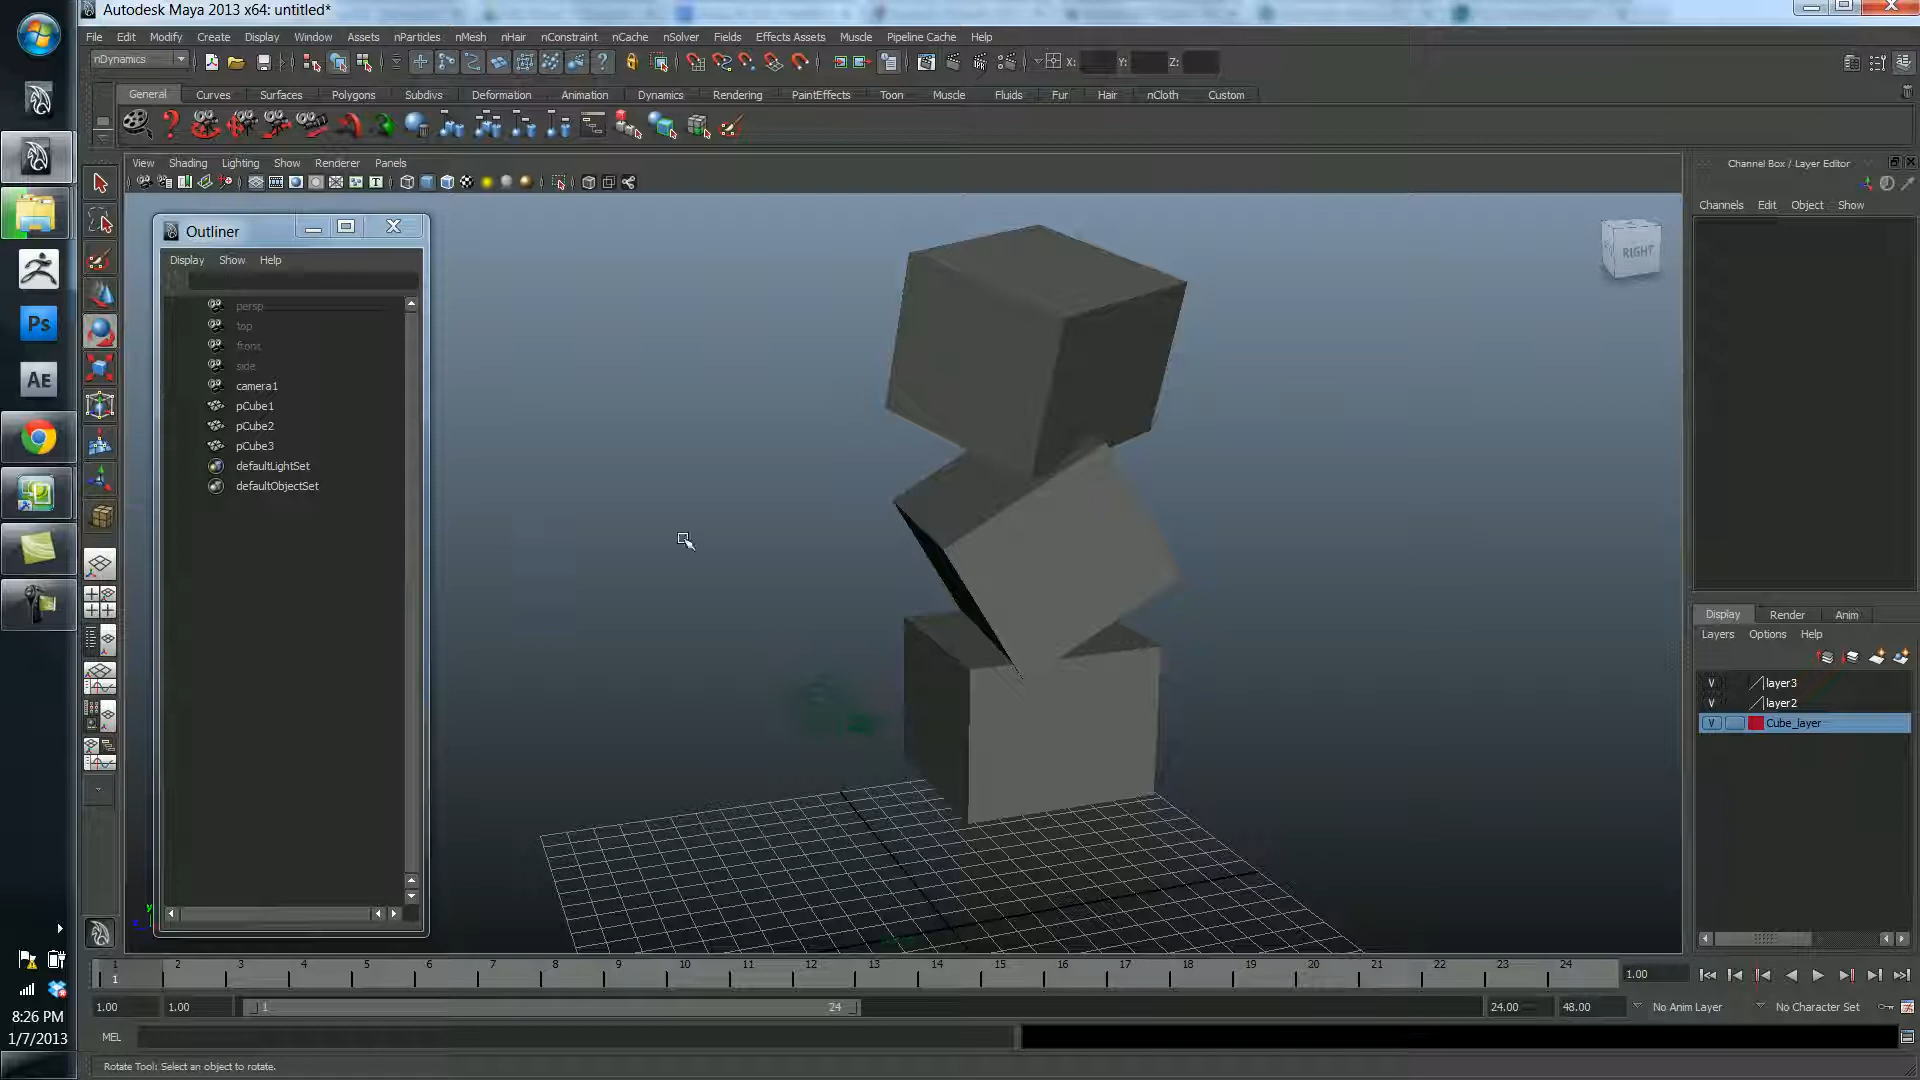 Autodesk Maya 2013 x64: untitled*
File Edit Modify Create Display Window Assets nParticles nMesh nHair nConstraint nCache nSolver Fields Effects Assets Muscle Pipeline Cache Help
nDynamics X: Y: Z:
General Curves Surfaces Polygons Subdivs Deformation Animation Dynamics Rendering PaintEffects Toon Muscle Fluids Fur Hair nCloth Custom
View Shading Lighting Show Renderer Panels
Channel Box / Layer Editor
Channels Edit Object Show
Outliner
Display Show Help
persp
top
front
side
camera1
pCube1
pCube2
pCube3
defaultLightSet
defaultObjectSet
RIGHT
Ps
AE
Display Render Anim
Layers Options Help
V layer3
V layer2
V Cube_layer
y
z
1 2 3 4 5 6 7 8 9 10 11 12 13 14 15 16 17 18 19 20 21 22 23 24
1 1.00
1.00 1.00 1 24 24.00 48.00 No Anim Layer No Character Set
MEL
Rotate Tool: Select an object to rotate.
8:26 PM
1/7/2013